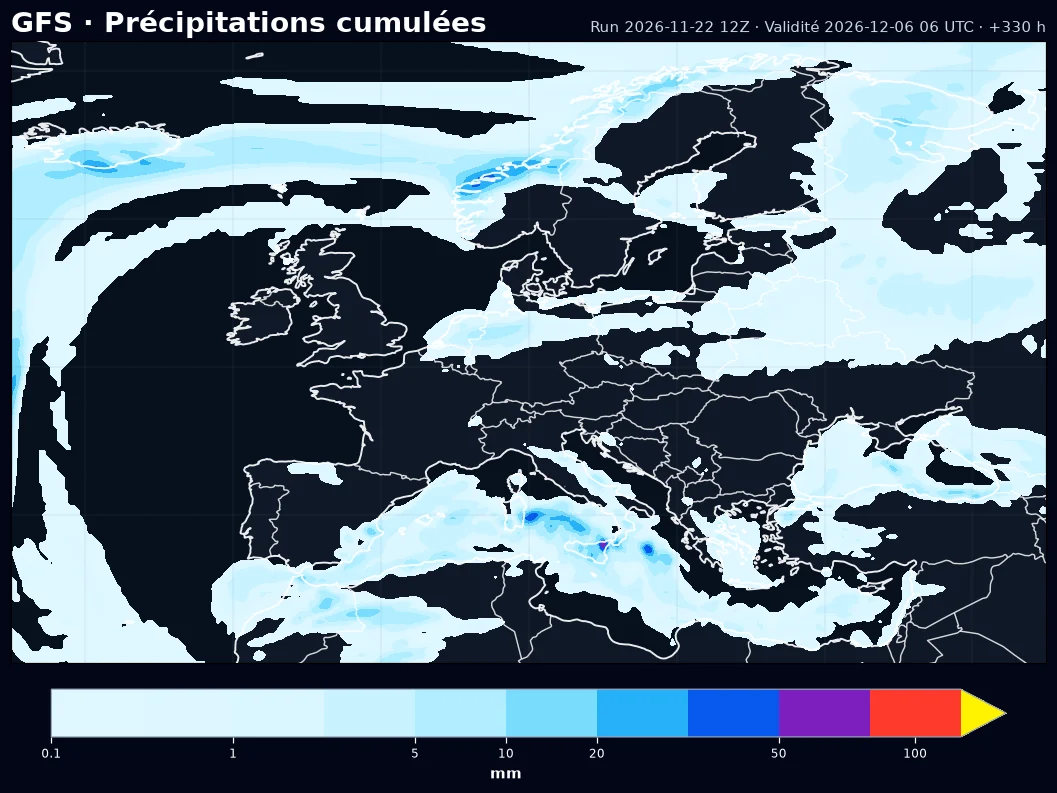 GFS · Précipitations cumulées
Run 2026-11-22 12Z · Validité 2026-12-06 06 UTC · +330 h
0.1 1 5 10 20 50 100
mm